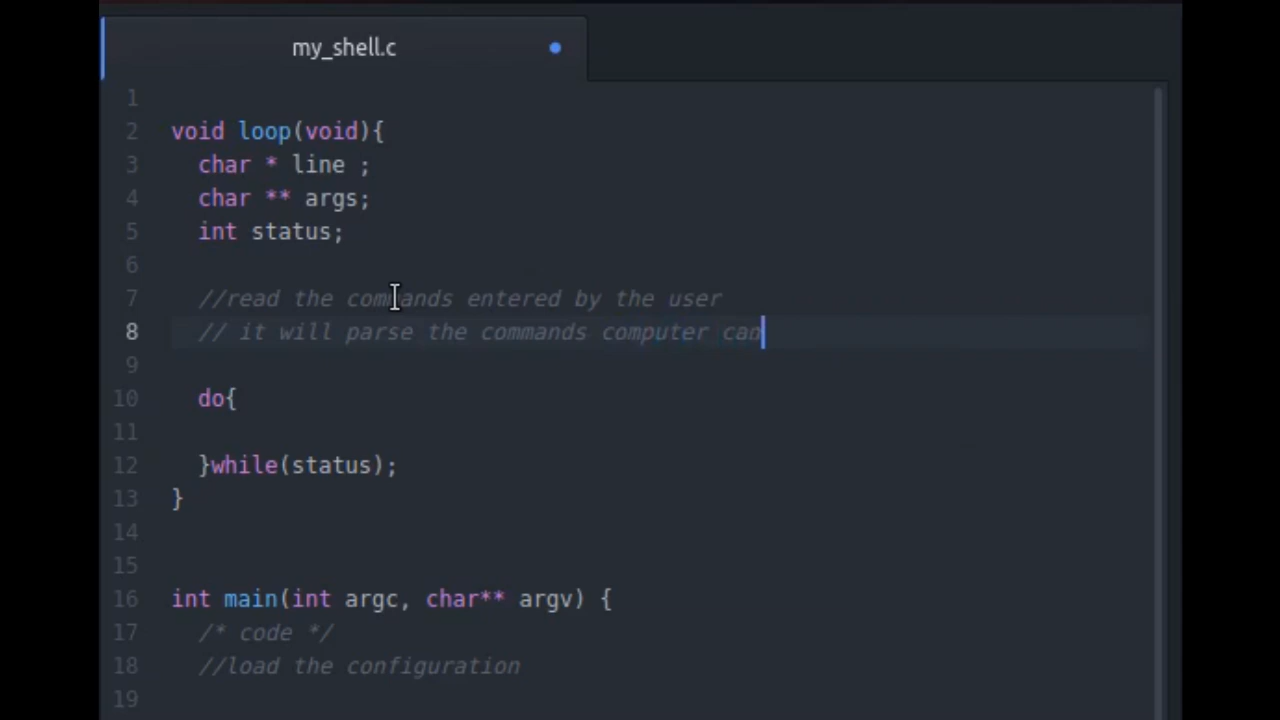 my_shell.c
1
2 void loop(void){
3 char * line ;
4 char ** args;
5 int status;
6
7 //read the commands entered by the user
8 // it will parse the commands computer can
9
10 do{
11
12 }while(status);
13 }
14
15
16 int main(int argc, char** argv) {
17 /* code */
18 //load the configuration
19